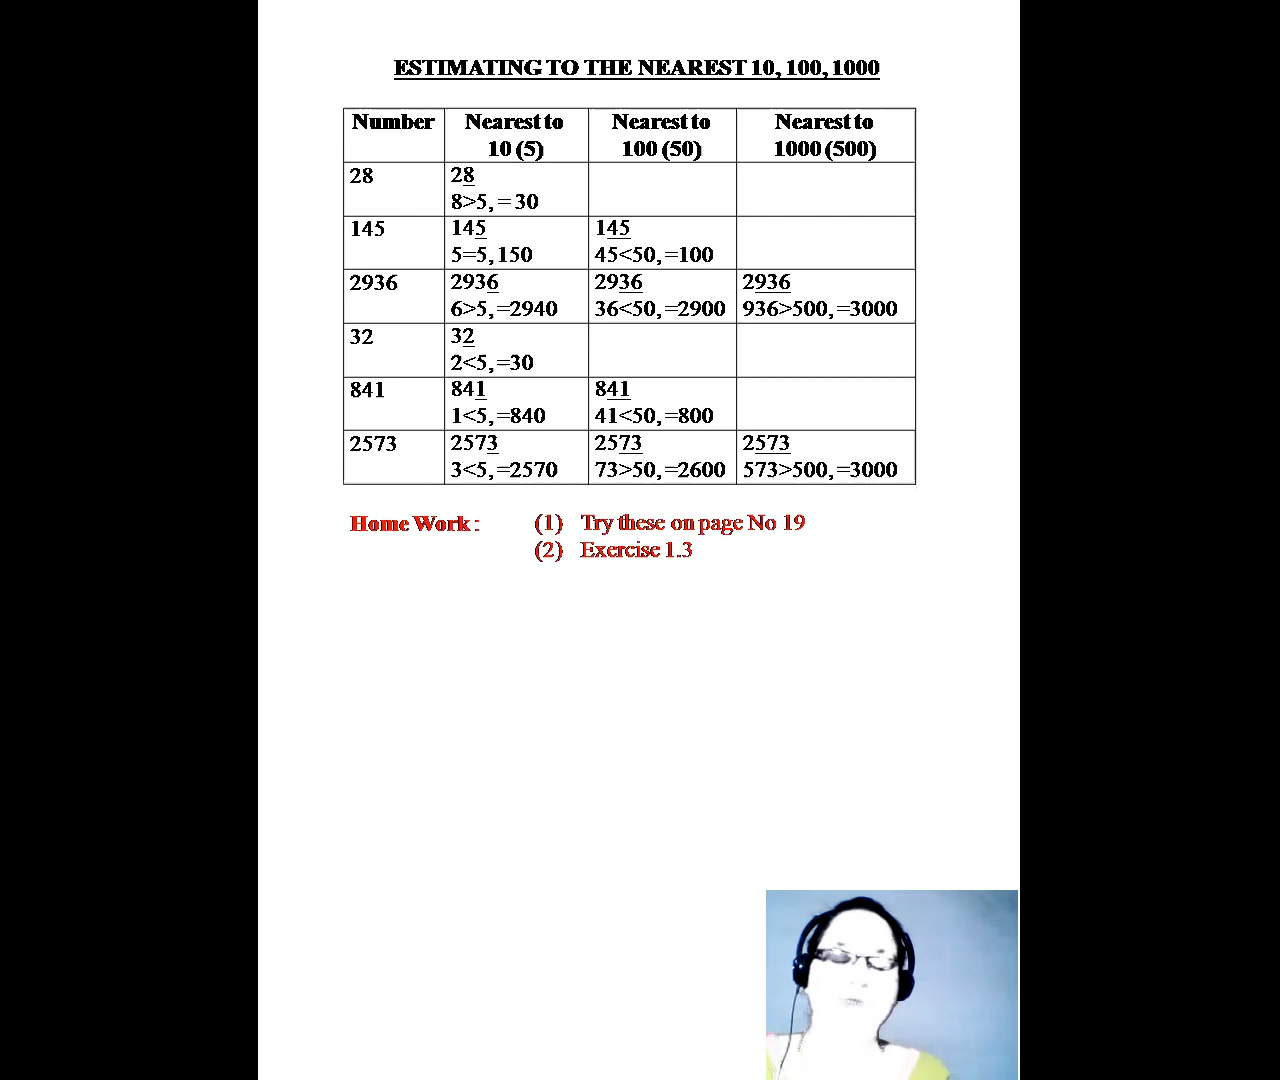 ESTIMATING TO THE NEAREST 10, 100, 1000
Number Nearest to 10 (5) Nearest to 100 (50) Nearest to 1000 (500)
28 28
8>5, = 30
145 145 145
5=5, 150 45<50, =100
2936 2936 2936 2936
6>5, =2940 36<50, =2900 936>500, =3000
32 32
2<5, =30
841 841 841
1<5, =840 41<50, =800
2573 2573 2573 2573
3<5, =2570 73>50, =2600 573>500, =3000
Home Work : (1) Try these on page No 19
(2) Exercise 1.3